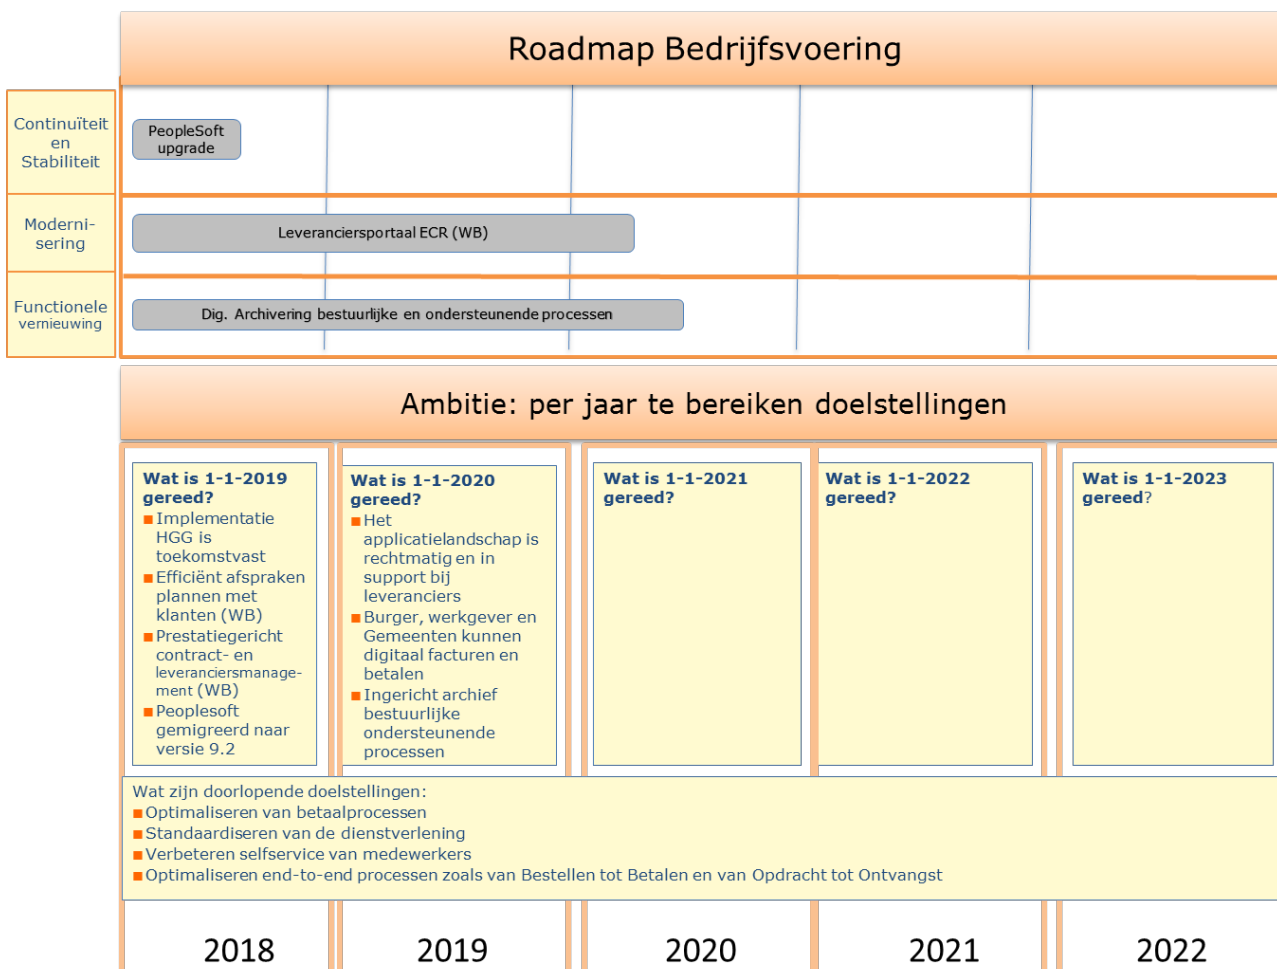 Roadmap Bedrijfsvoering
Continuïteit
en
Stabiliteit
PeopleSoft
upgrade
Moderni-
sering
Leveranciersportaal ECR (WB)
Functionele
vernieuwing
Dig. Archivering bestuurlijke en ondersteunende processen
Ambitie: per jaar te bereiken doelstellingen
Wat is 1-1-2019
gereed?
Implementatie
HGG is
toekomstvast
Efficiënt afspraken
plannen met
klanten (WB)
Prestatiegericht
contract- en
leveranciersmanage-
ment (WB)
Peoplesoft
gemigreerd naar
versie 9.2
Wat is 1-1-2020
gereed?
Het
applicatielandschap is
rechtmatig en in
support bij
leveranciers
Burger, werkgever en
Gemeenten kunnen
digitaal facturen en
betalen
Ingericht archief
bestuurlijke
ondersteunende
processen
Wat is 1-1-2021
gereed?
Wat is 1-1-2022
gereed?
Wat is 1-1-2023
gereed?
Wat zijn doorlopende doelstellingen:
Optimaliseren van betaalprocessen
Standaardiseren van de dienstverlening
Verbeteren selfservice van medewerkers
Optimaliseren end-to-end processen zoals van Bestellen tot Betalen en van Opdracht tot Ontvangst
2018
2019
2020
2021
2022